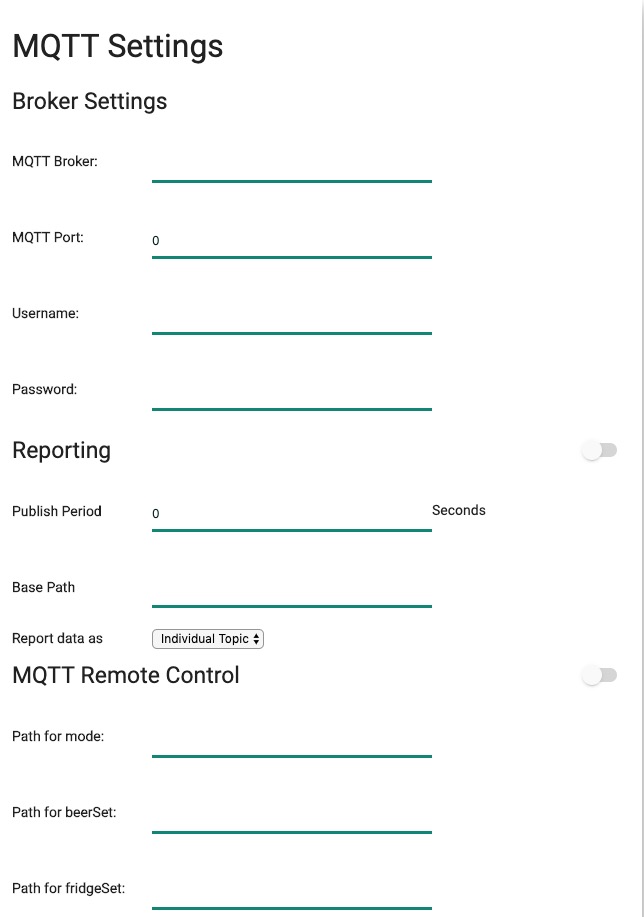 MQTT Settings
Broker Settings
MQTT Broker:
MQTT Port: 0
Username:
Password:
Reporting
Publish Period 0 Seconds
Base Path
Report data as Individual Topic
MQTT Remote Control
Path for mode:
Path for beerSet:
Path for fridgeSet: